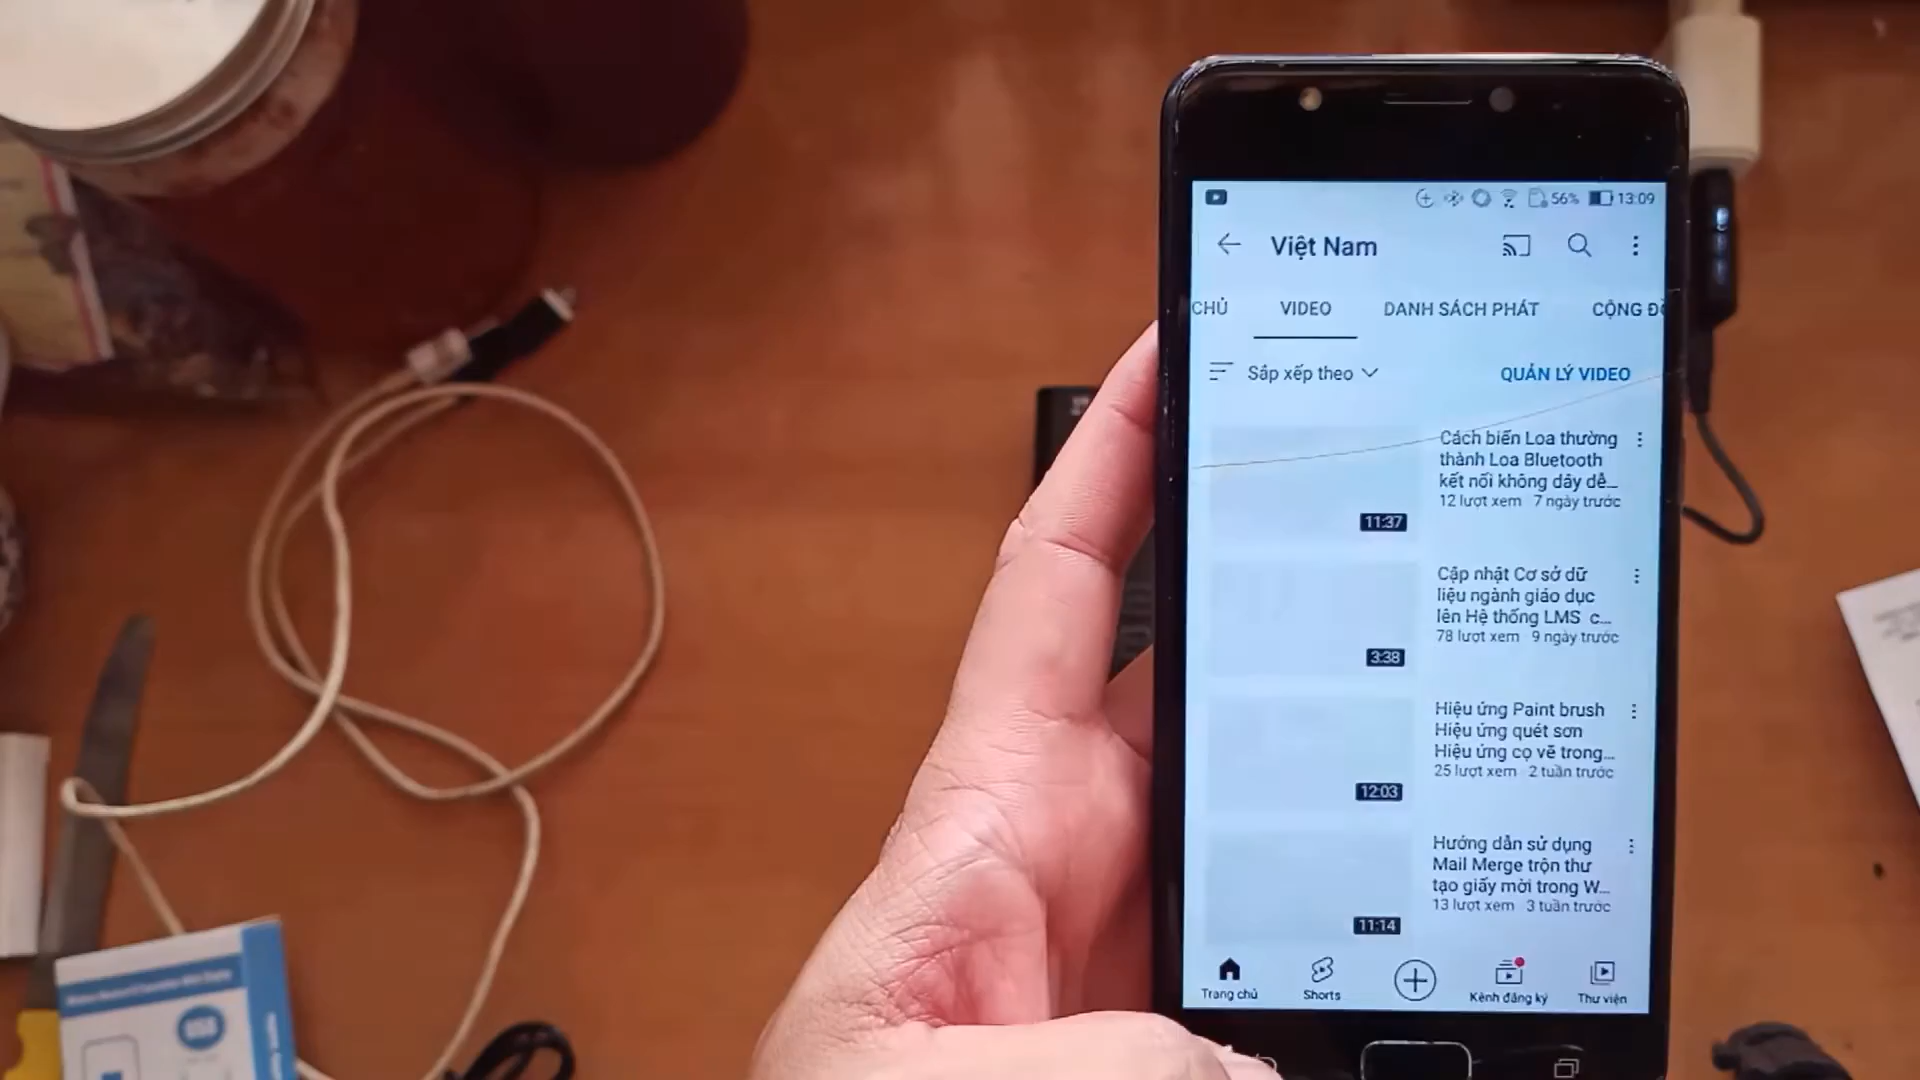 56% 13:09
Việt Nam
CHỦ VIDEO DANH SÁCH PHÁT CỘNG ĐỒ
Sắp xếp theo QUẢN LÝ VIDEO
Cách biến Loa thường
thành Loa Bluetooth
kết nối không dây dễ...
12 lượt xem 7 ngày trước
11:37
Cập nhật Cơ sở dữ
liệu ngành giáo dục
lên Hệ thống LMS c...
78 lượt xem 9 ngày trước
3:38
Hiệu ứng Paint brush
Hiệu ứng quét sơn
Hiệu ứng cọ vẽ trong...
25 lượt xem 2 tuần trước
12:03
Hướng dẫn sử dụng
Mail Merge trộn thư
tạo giấy mời trong W...
13 lượt xem 3 tuần trước
11:14
Trang chủ Shorts Kênh đăng ký Thư viện